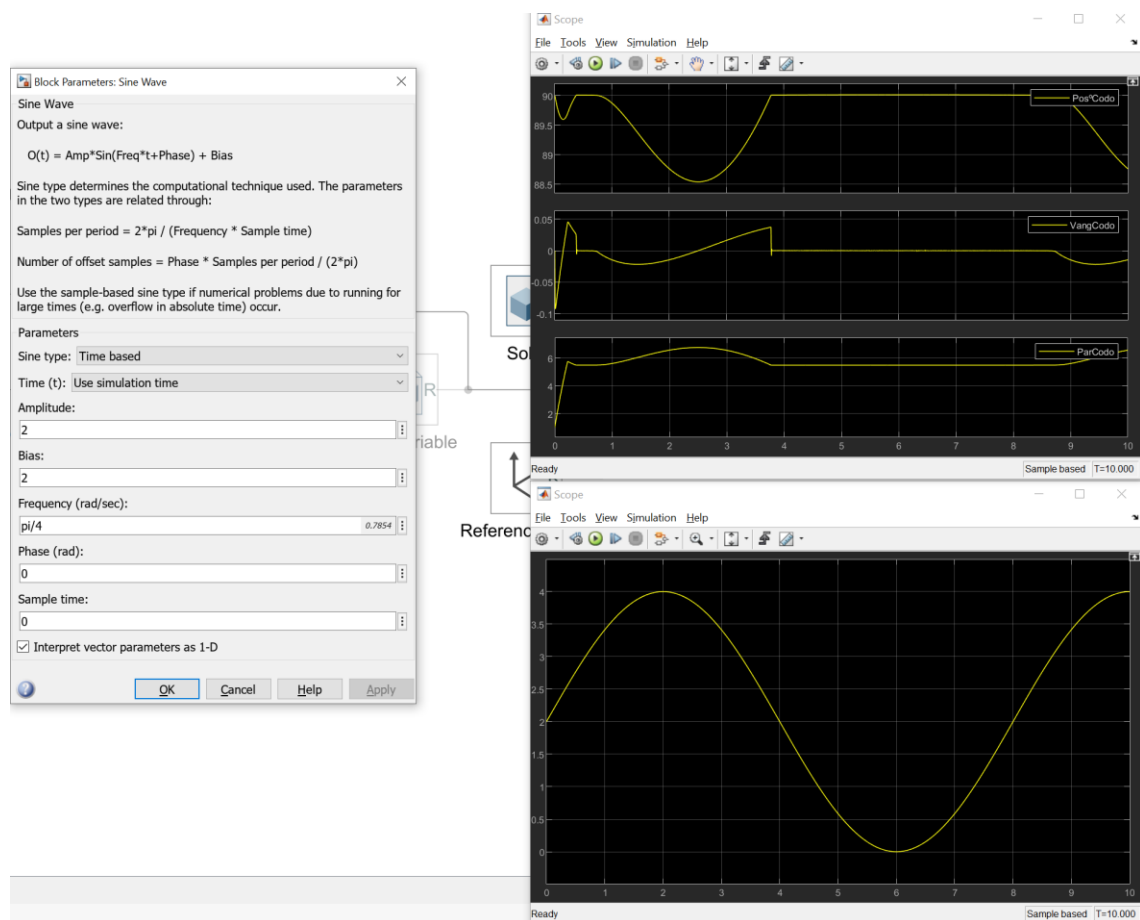 Block Parameters: Sine Wave
Sine Wave
Output a sine wave:
O(t) = Amp*Sin(Freq*t+Phase) + Bias
Sine type determines the computational technique used. The parameters
in the two types are related through:
Samples per period = 2*pi / (Frequency * Sample time)
Number of offset samples = Phase * Samples per period / (2*pi)
Use the sample-based sine type if numerical problems due to running for
large times (e.g. overflow in absolute time) occur.
Parameters
Sine type: Time based
Time (t): Use simulation time
Amplitude:
2
Bias:
2
Frequency (rad/sec):
pi/4 0.7854
Phase (rad):
0
Sample time:
0
Interpret vector parameters as 1-D
OK Cancel Help Apply
Sol
R
riable
Referenc
Scope
File Tools View Simulation Help
90
89.5
89
88.5
PosºCodo
0.05
0
-0.05
-0.1
VangCodo
6
4
2
ParCodo
0 1 2 3 4 5 6 7 8 9 10
Ready Sample based T=10.000
Scope
File Tools View Simulation Help
4
3.5
3
2.5
2
1.5
1
0.5
0
0 1 2 3 4 5 6 7 8 9 10
Ready Sample based T=10.000